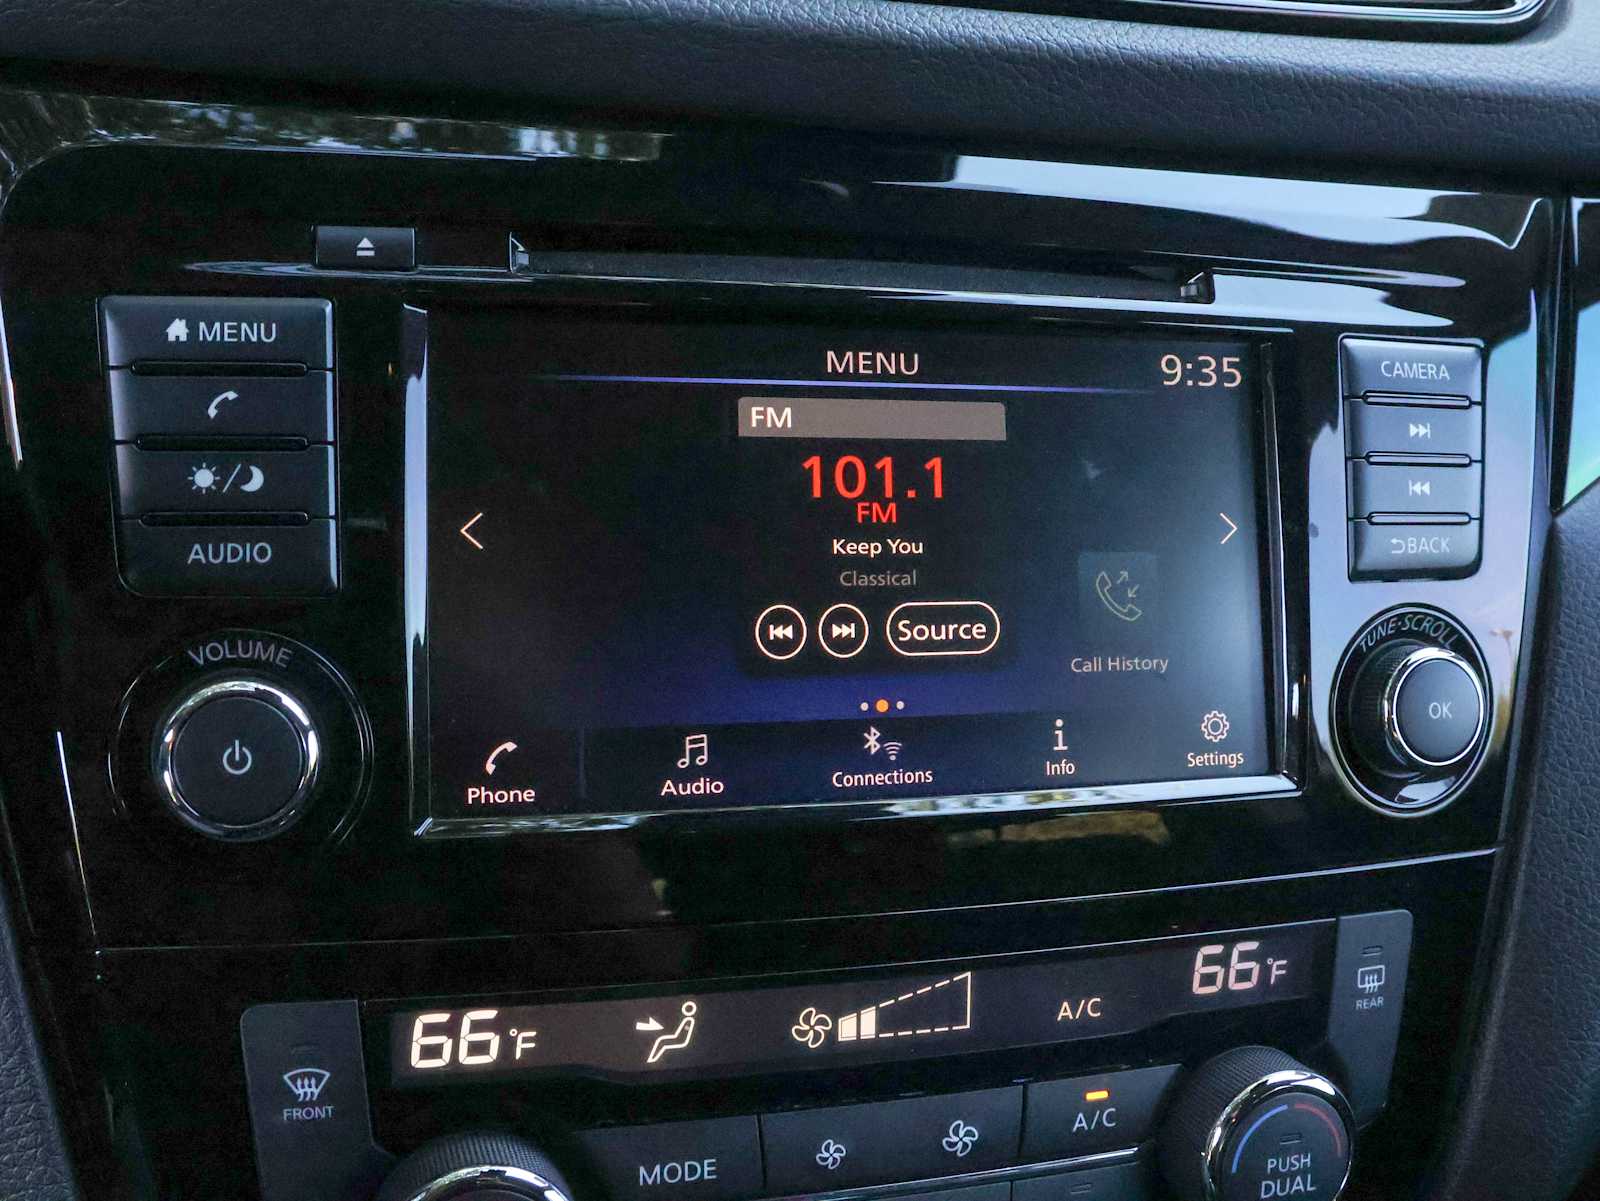 MENU
AUDIO
VOLUME
MENU
9:35
FM
101.1
FM
Keep You
Classical
Source
Call History
Phone
Audio
Connections
Info
Settings
CAMERA
BACK
TUNE·SCROLL
OK
66°F
A/C
66°F
REAR
FRONT
MODE
A/C
PUSH
DUAL